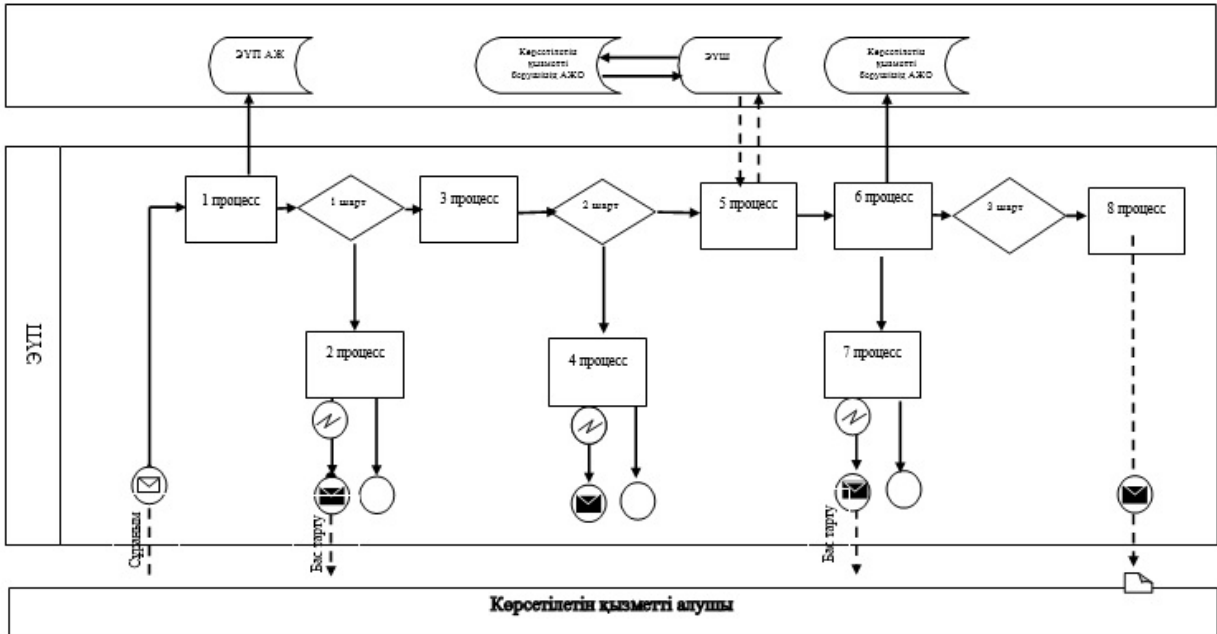 ЭҮП АЖ
Көрсетілетін
қызметті
берушінің АЖО
ЭҮШ
Көрсетілетін
қызметті
берушінің АЖО
ЭҮП
1 процесс
1 шарт
3 процесс
2 шарт
5 процесс
6 процесс
3 шарт
8 процесс
2 процесс
4 процесс
7 процесс
Сұраным
Бас тарту
Бас тарту
Көрсетілетін қызметті алушы